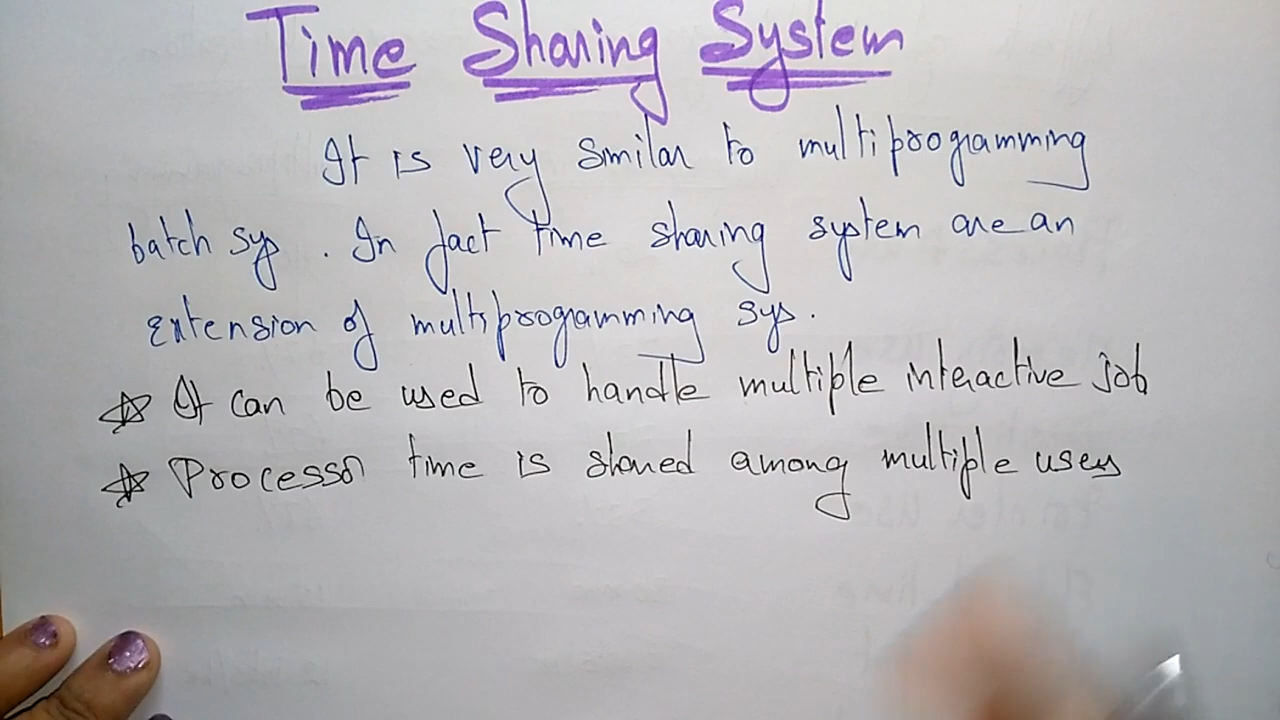 Time Sharing System
It is very similar to multiprogramming
batch sys. In fact time sharing system are an
extension of multiprogramming sys.
☆ It can be used to handle multiple interactive job
☆ Processor time is shared among multiple users